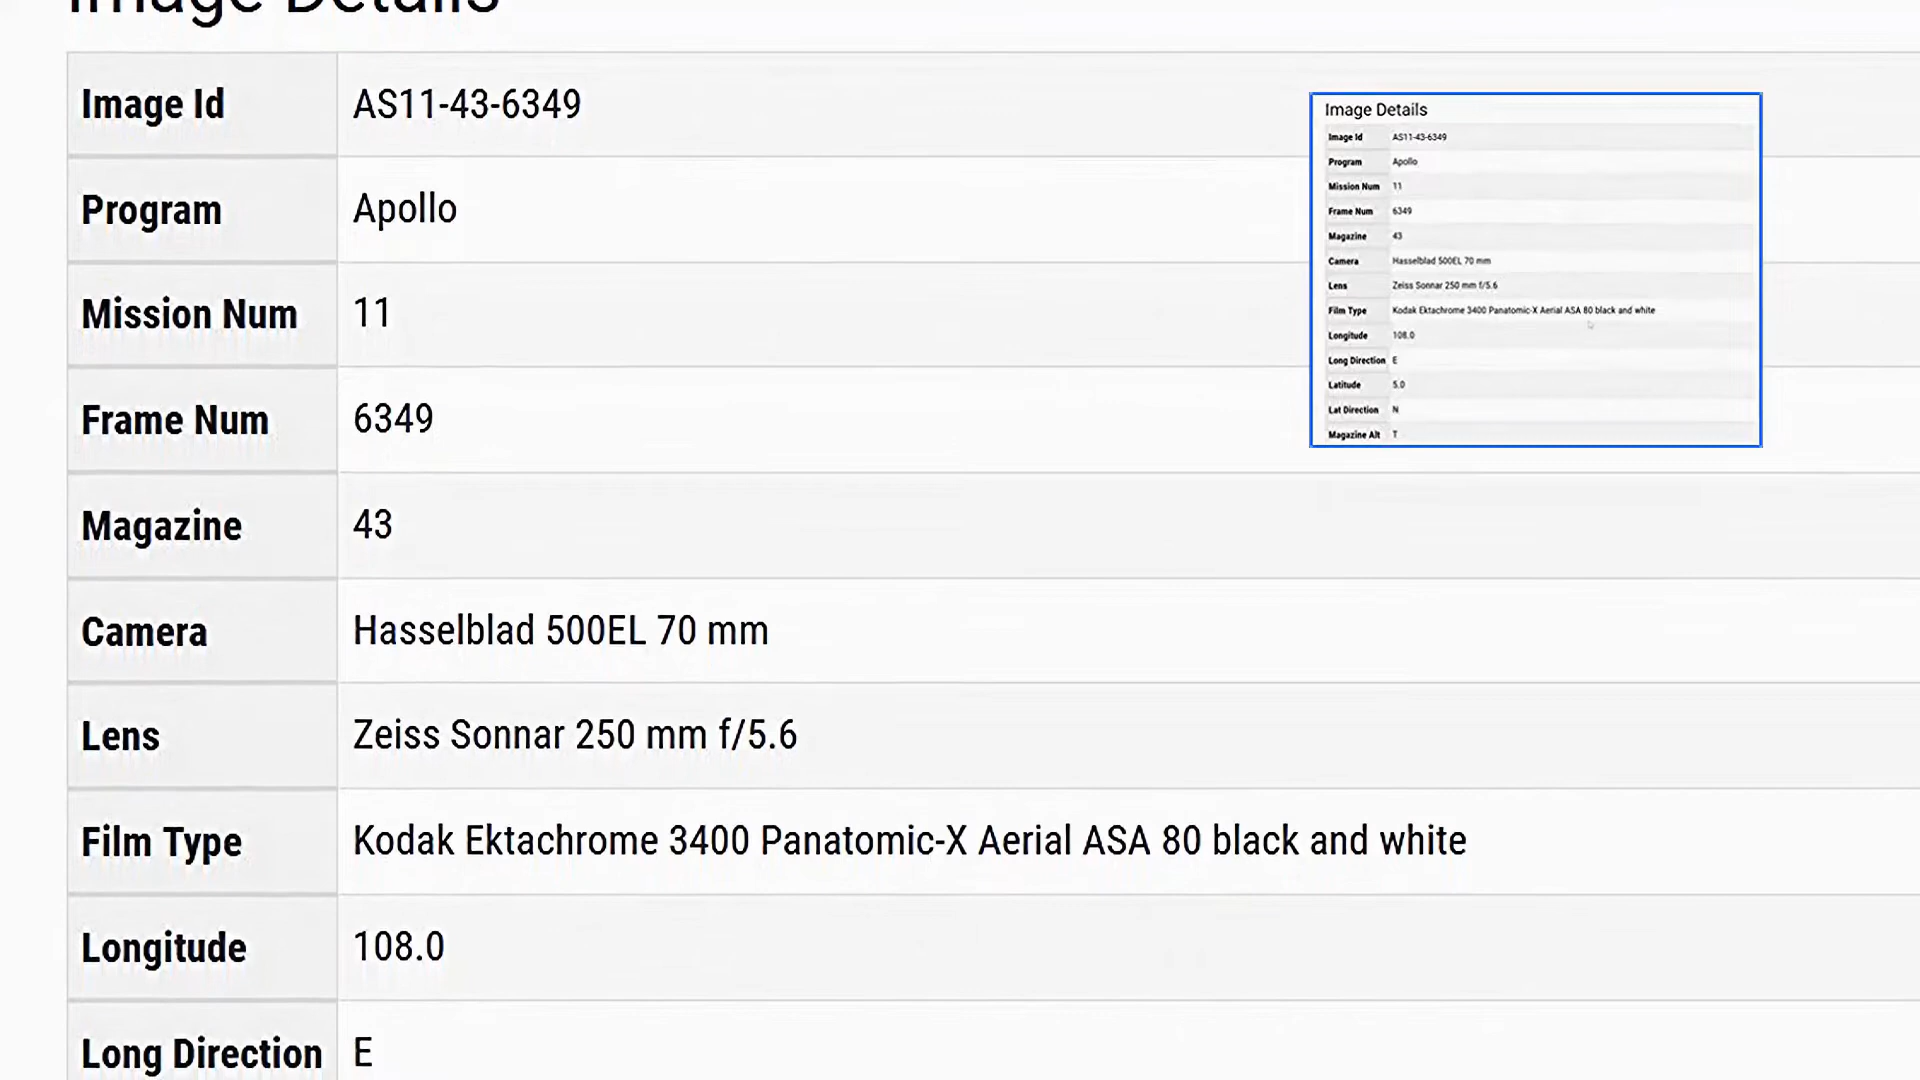 Image Details
Image Id AS11-43-6349
Program Apollo
Mission Num 11
Frame Num 6349
Magazine 43
Camera Hasselblad 500EL 70 mm
Lens Zeiss Sonnar 250 mm f/5.6
Film Type Kodak Ektachrome 3400 Panatomic-X Aerial ASA 80 black and white
Longitude 108.0
Long Direction E
Image Details
Image Id AS11-43-6349
Program Apollo
Mission Num 11
Frame Num 6349
Magazine 43
Camera Hasselblad 500EL 70 mm
Lens Zeiss Sonnar 250 mm f/5.6
Film Type Kodak Ektachrome 3400 Panatomic-X Aerial ASA 80 black and white
Longitude 108.0
Long Direction E
Latitude 5.0
Lat Direction N
Magazine Alt T